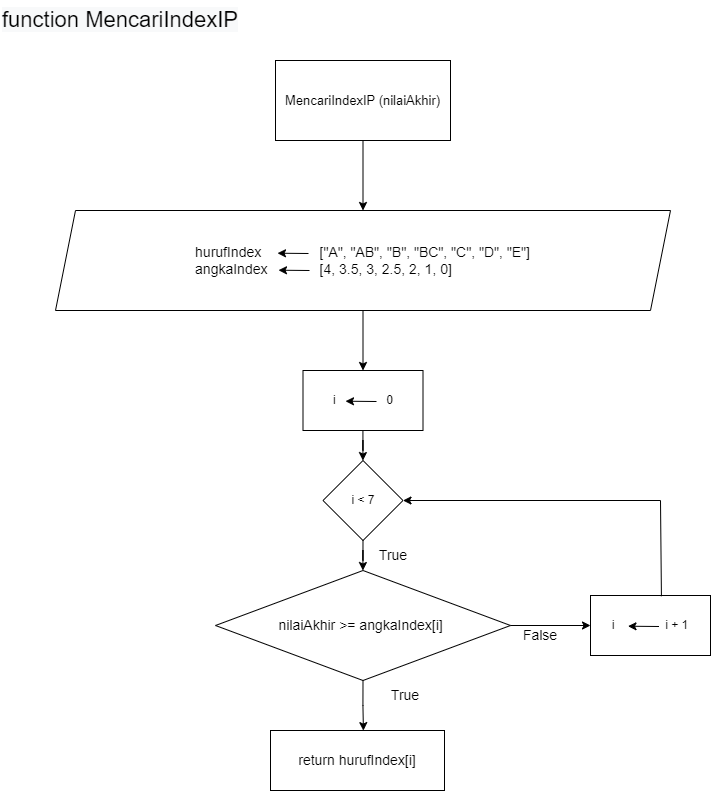 function MencariIndexIP
MencariIndexIP (nilaiAkhir)
hurufIndex ["A", "AB", "B", "BC", "C", "D", "E"]
angkaIndex [4, 3.5, 3, 2.5, 2, 1, 0]
i 0
i < 7
True
nilaiAkhir >= angkaIndex[i]
False
i i + 1
True
return hurufIndex[i]